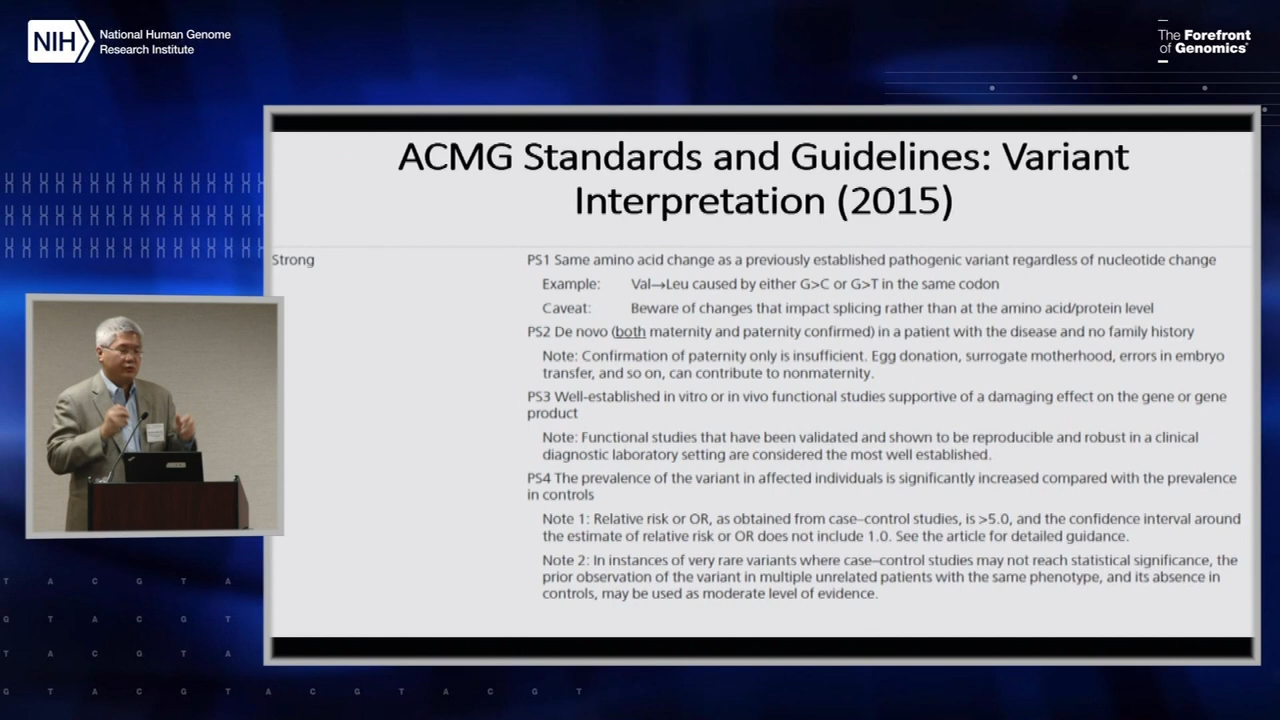 NIH
National Human Genome
Research Institute
The Forefront
of Genomics®
ACMG Standards and Guidelines: Variant
Interpretation (2015)
Strong
PS1 Same amino acid change as a previously established pathogenic variant regardless of nucleotide change
Example: Val→Leu caused by either G>C or G>T in the same codon
Caveat: Beware of changes that impact splicing rather than at the amino acid/protein level
PS2 De novo (both maternity and paternity confirmed) in a patient with the disease and no family history
Note: Confirmation of paternity only is insufficient. Egg donation, surrogate motherhood, errors in embryo
transfer, and so on, can contribute to nonmaternity.
PS3 Well-established in vitro or in vivo functional studies supportive of a damaging effect on the gene or gene
product
Note: Functional studies that have been validated and shown to be reproducible and robust in a clinical
diagnostic laboratory setting are considered the most well established.
PS4 The prevalence of the variant in affected individuals is significantly increased compared with the prevalence
in controls
Note 1: Relative risk or OR, as obtained from case–control studies, is >5.0, and the confidence interval around
the estimate of relative risk or OR does not include 1.0. See the article for detailed guidance.
Note 2: In instances of very rare variants where case–control studies may not reach statistical significance, the
prior observation of the variant in multiple unrelated patients with the same phenotype, and its absence in
controls, may be used as moderate level of evidence.
T A C G T A
G T A C G T
T A C G T A
G T A C G T A C G T A C G T